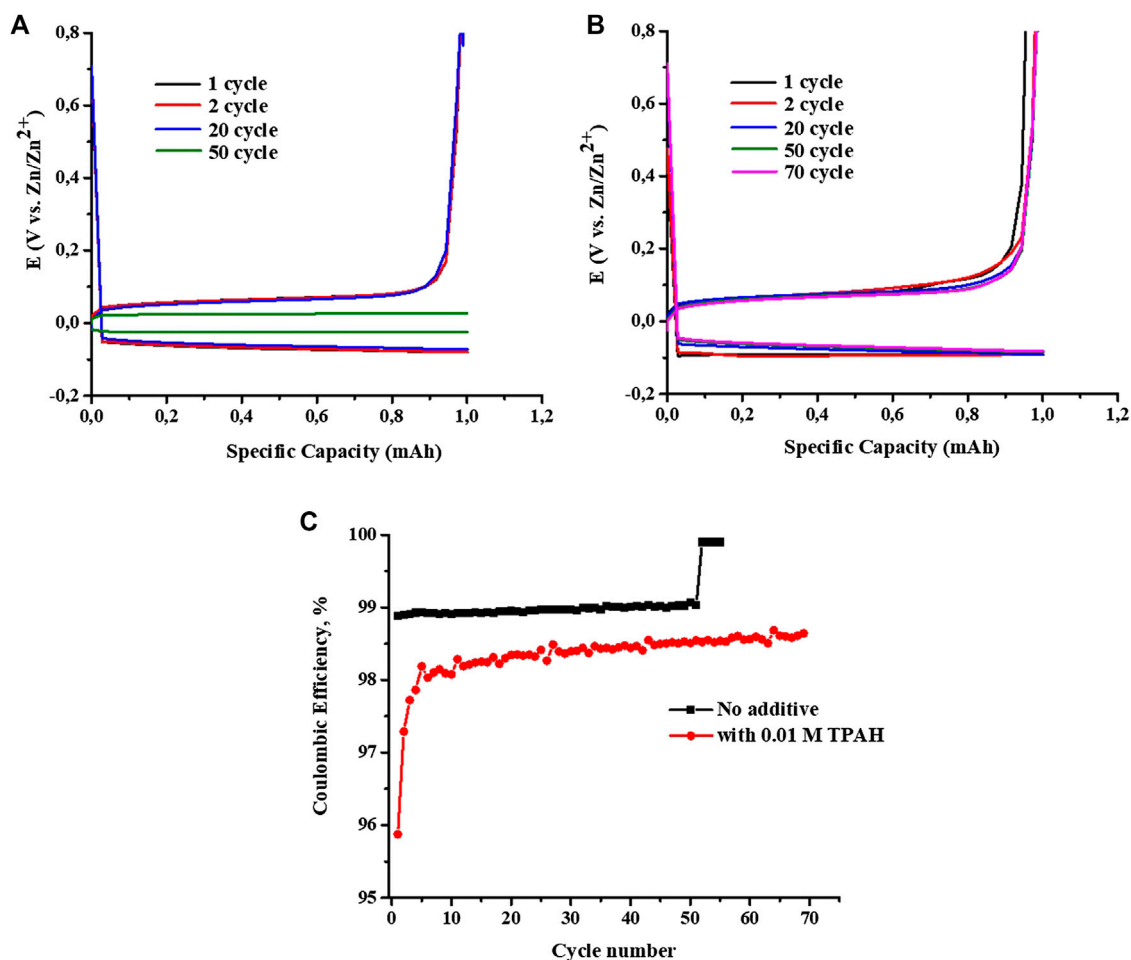 A
0,8
0,6
0,4
0,2
0,0
-0,2
E (V vs. Zn/Zn²⁺)
1 cycle
2 cycle
20 cycle
50 cycle
0,0 0,2 0,4 0,6 0,8 1,0 1,2
Specific Capacity (mAh)
B
0,8
0,6
0,4
0,2
0,0
-0,2
E (V vs. Zn/Zn²⁺)
1 cycle
2 cycle
20 cycle
50 cycle
70 cycle
0,0 0,2 0,4 0,6 0,8 1,0 1,2
Specific Capacity (mAh)
C
100
99
98
97
96
95
Coulombic Efficiency, %
No additive
with 0.01 M TPAH
0 10 20 30 40 50 60 70
Cycle number